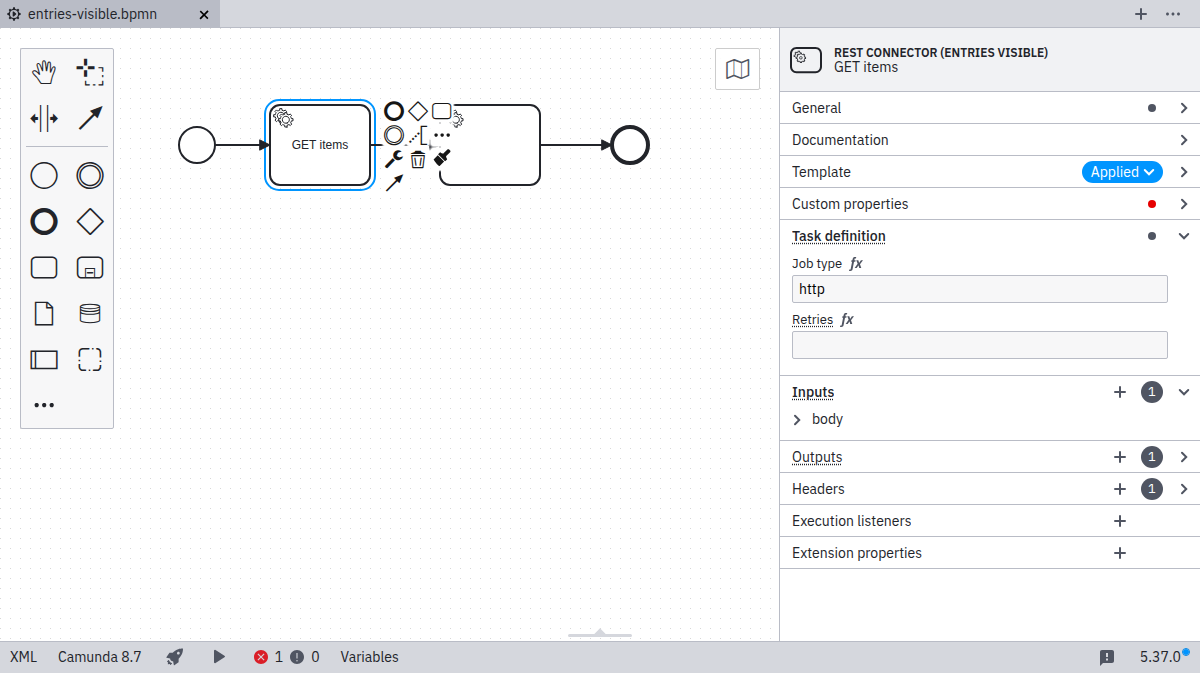 entries-visible.bpmn
GET items
REST CONNECTOR (ENTRIES VISIBLE)
GET items
General
Documentation
Template Applied
Custom properties
Task definition
Job type fx
http
Retries fx
Inputs 1
body
Outputs 1
Headers 1
Execution listeners
Extension properties
XML Camunda 8.7 1 0 Variables 5.37.0